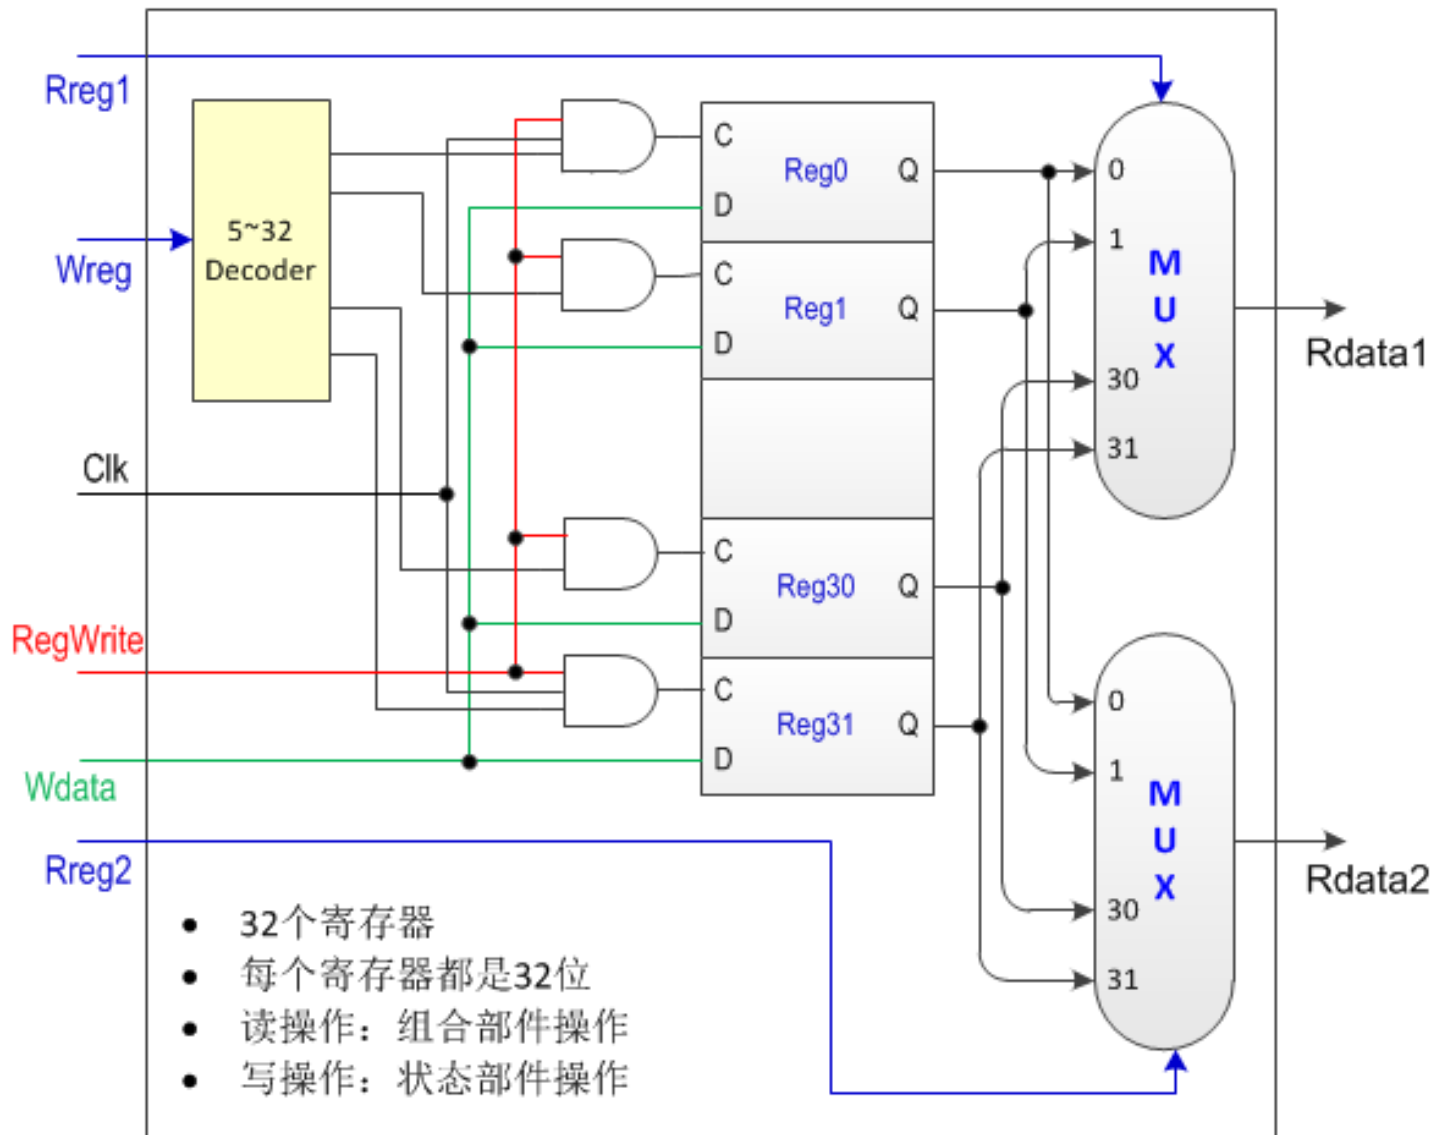 Rreg1
5~32
Decoder
Wreg
Clk
RegWrite
Wdata
Rreg2
C
Reg0
Q
D
C
Reg1
Q
D
C
Reg30
Q
D
C
Reg31
Q
D
0
1
M
U
X
30
31
Rdata1
0
1
M
U
X
30
31
Rdata2
● 32个寄存器
● 每个寄存器都是32位
● 读操作：组合部件操作
● 写操作：状态部件操作